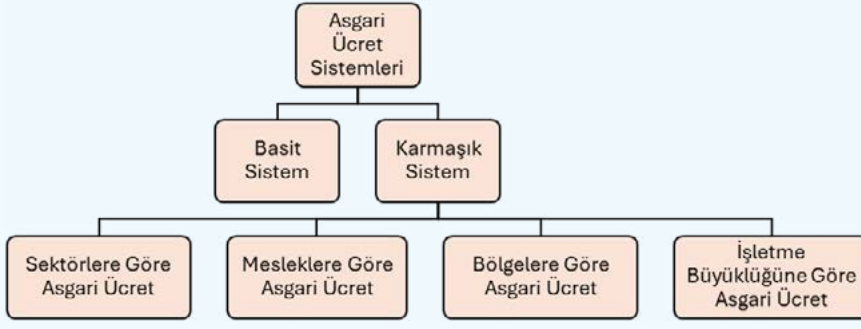 Asgari
Ücret
Sistemleri
Basit
Sistem
Karmaşık
Sistem
Sektörlere Göre
Asgari Ücret
Mesleklere Göre
Asgari Ücret
Bölgelere Göre
Asgari Ücret
İşletme
Büyüklüğüne Göre
Asgari Ücret